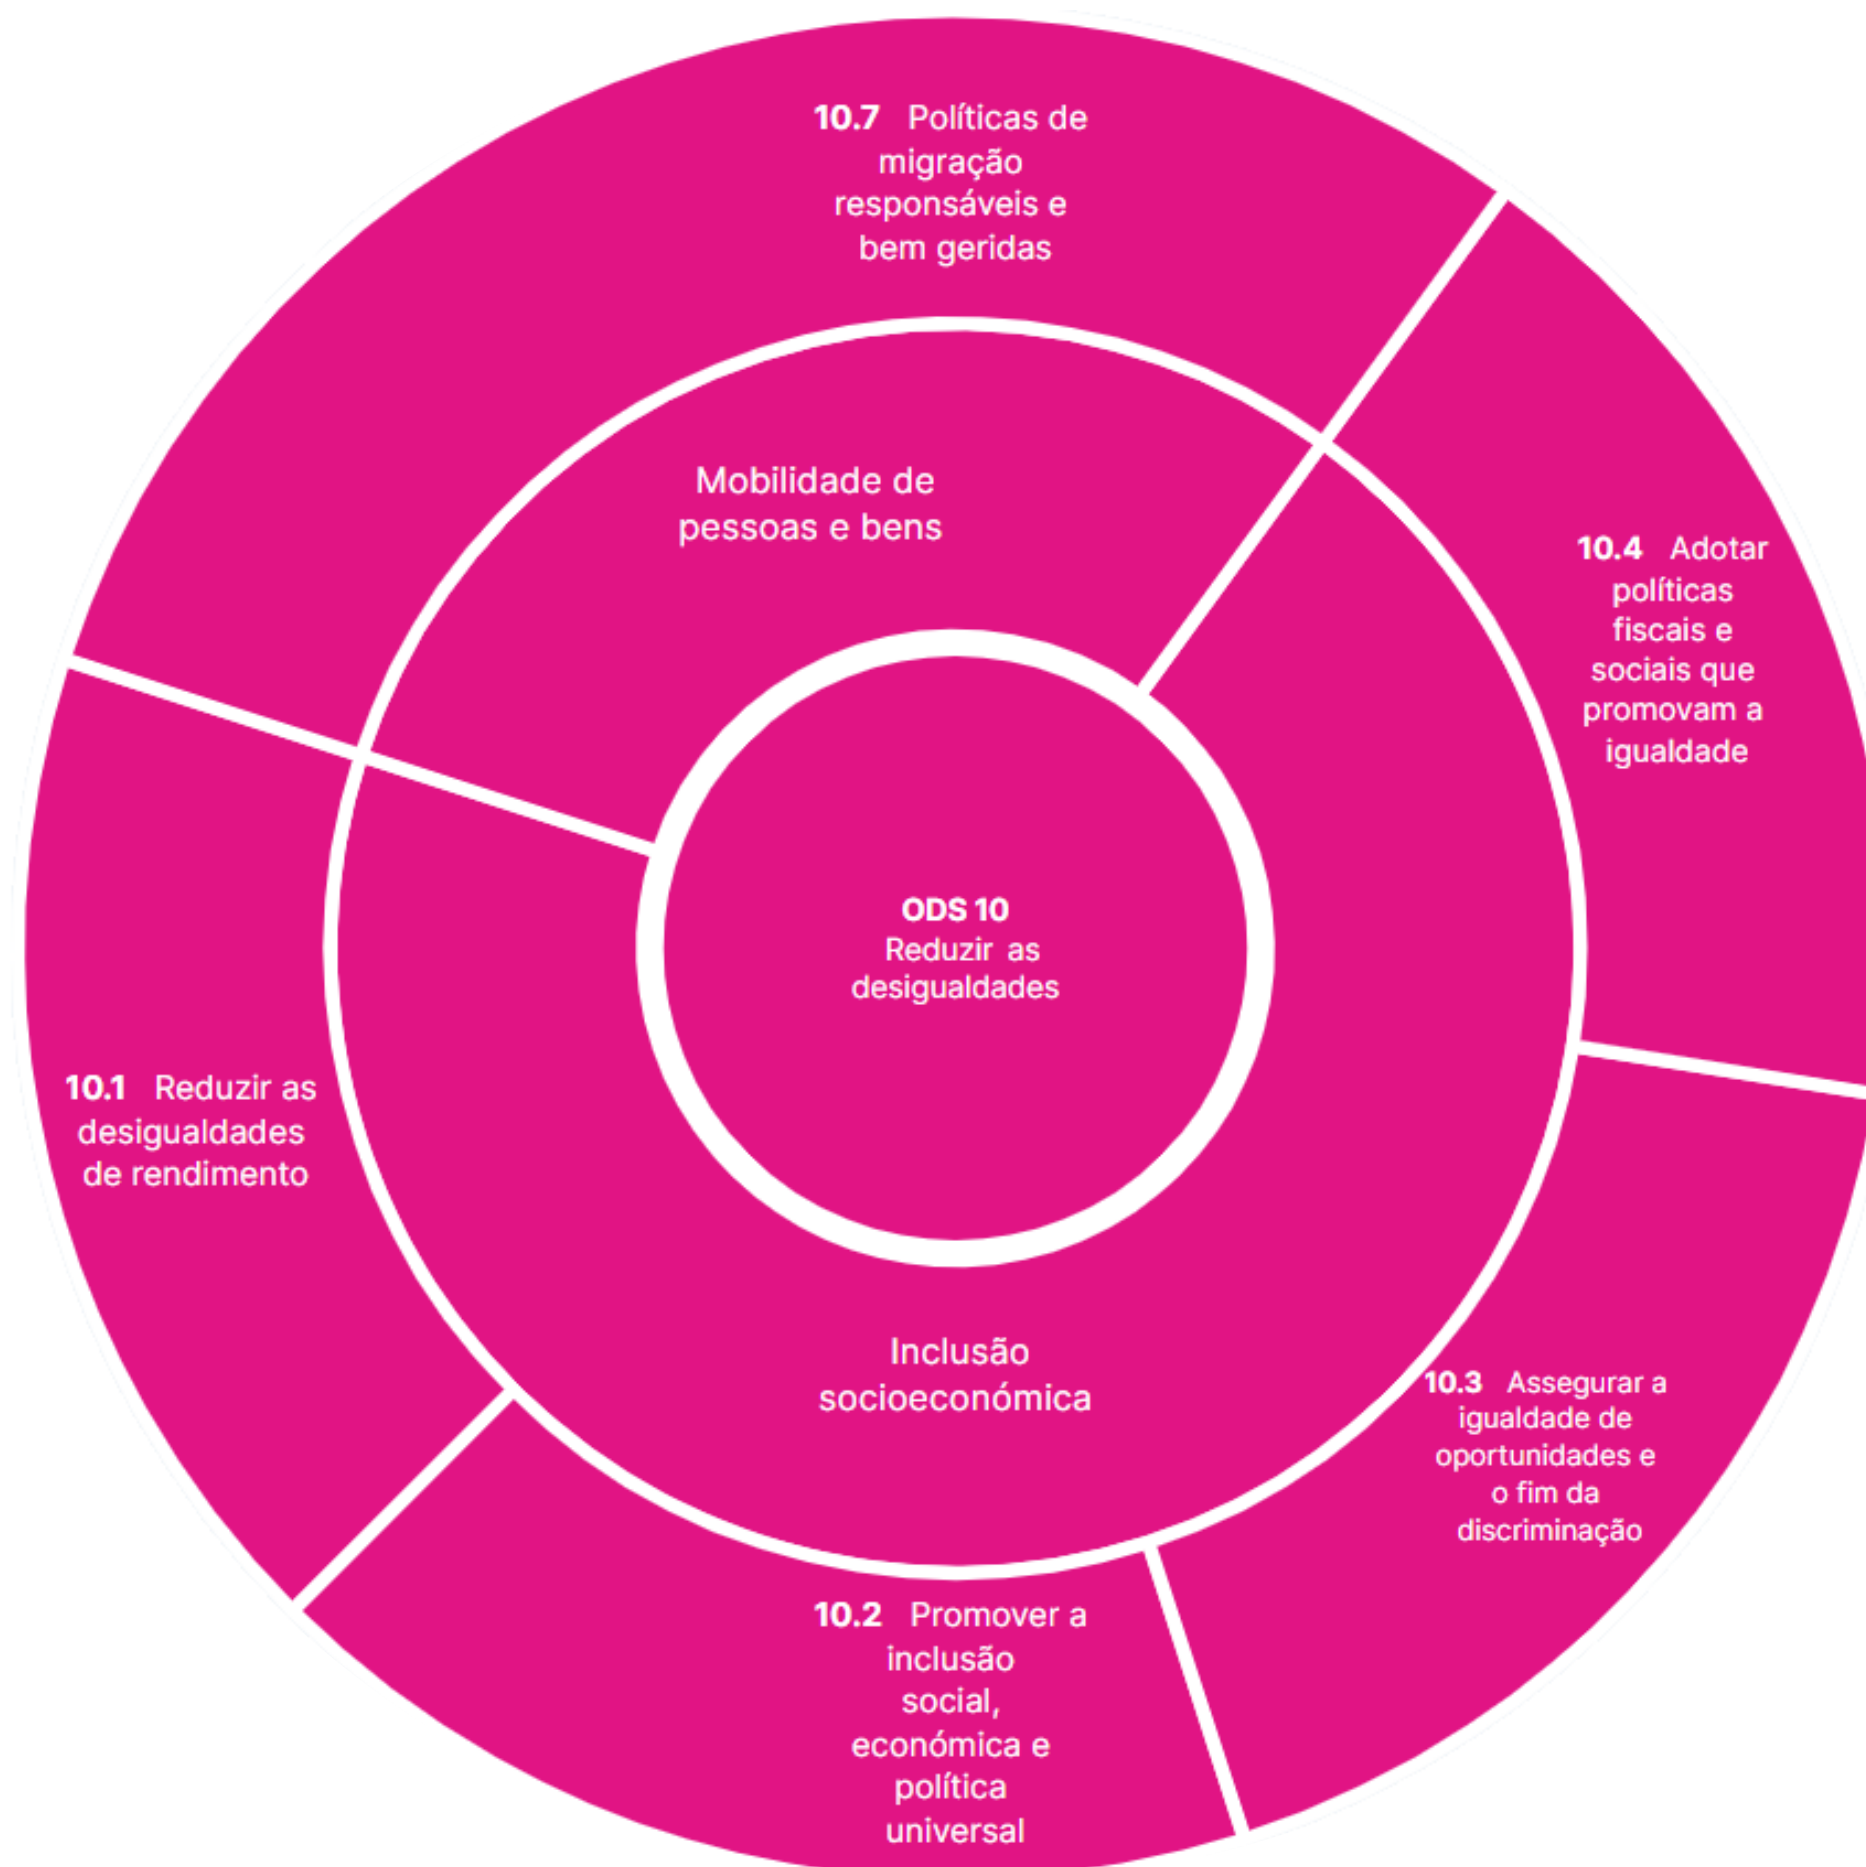 10.7 Políticas de
migração
responsáveis e
bem geridas
Mobilidade de
pessoas e bens
10.4 Adotar
políticas
fiscais e
sociais que
promovam a
igualdade
ODS 10
Reduzir as
desigualdades
10.1 Reduzir as
desigualdades
de rendimento
Inclusão
socioeconómica
10.3 Assegurar a
igualdade de
oportunidades e
o fim da
discriminação
10.2 Promover a
inclusão
social,
económica e
política
universal